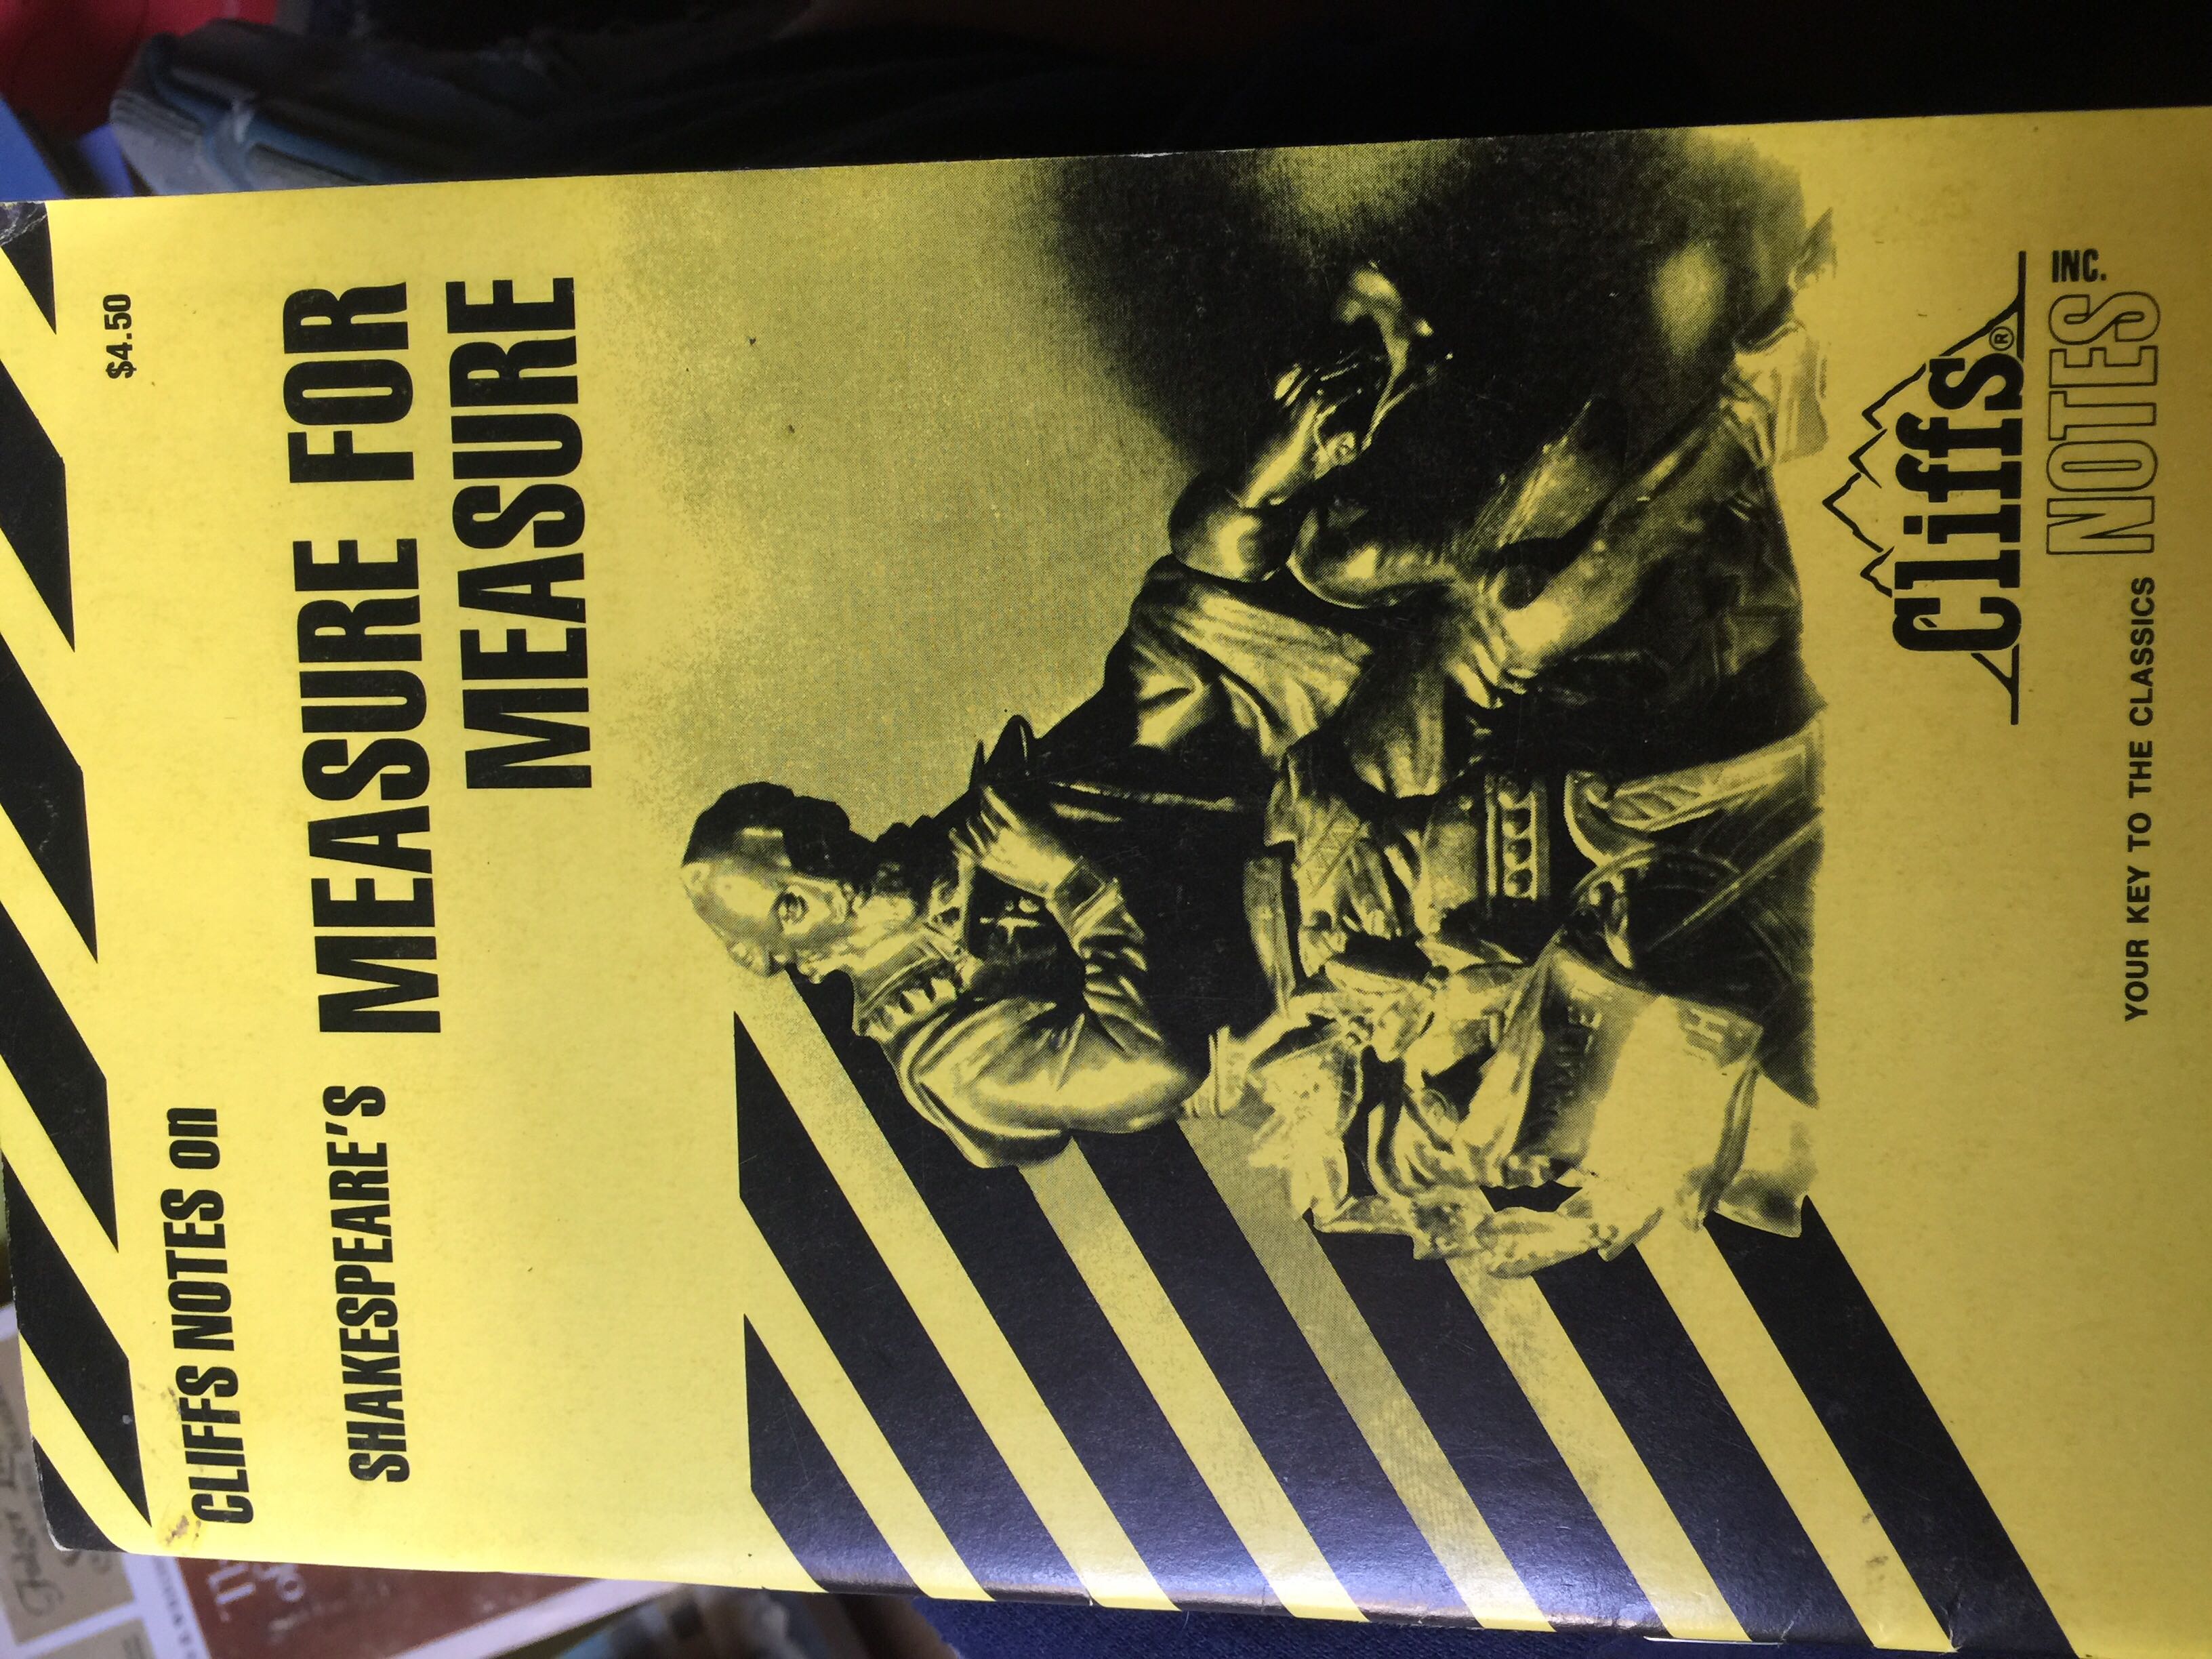 $4.50
CLIFFS NOTES on
SHAKESPEARE'S MEASURE FOR
MEASURE
Cliffs®
YOUR KEY TO THE CLASSICS NOTES INC.